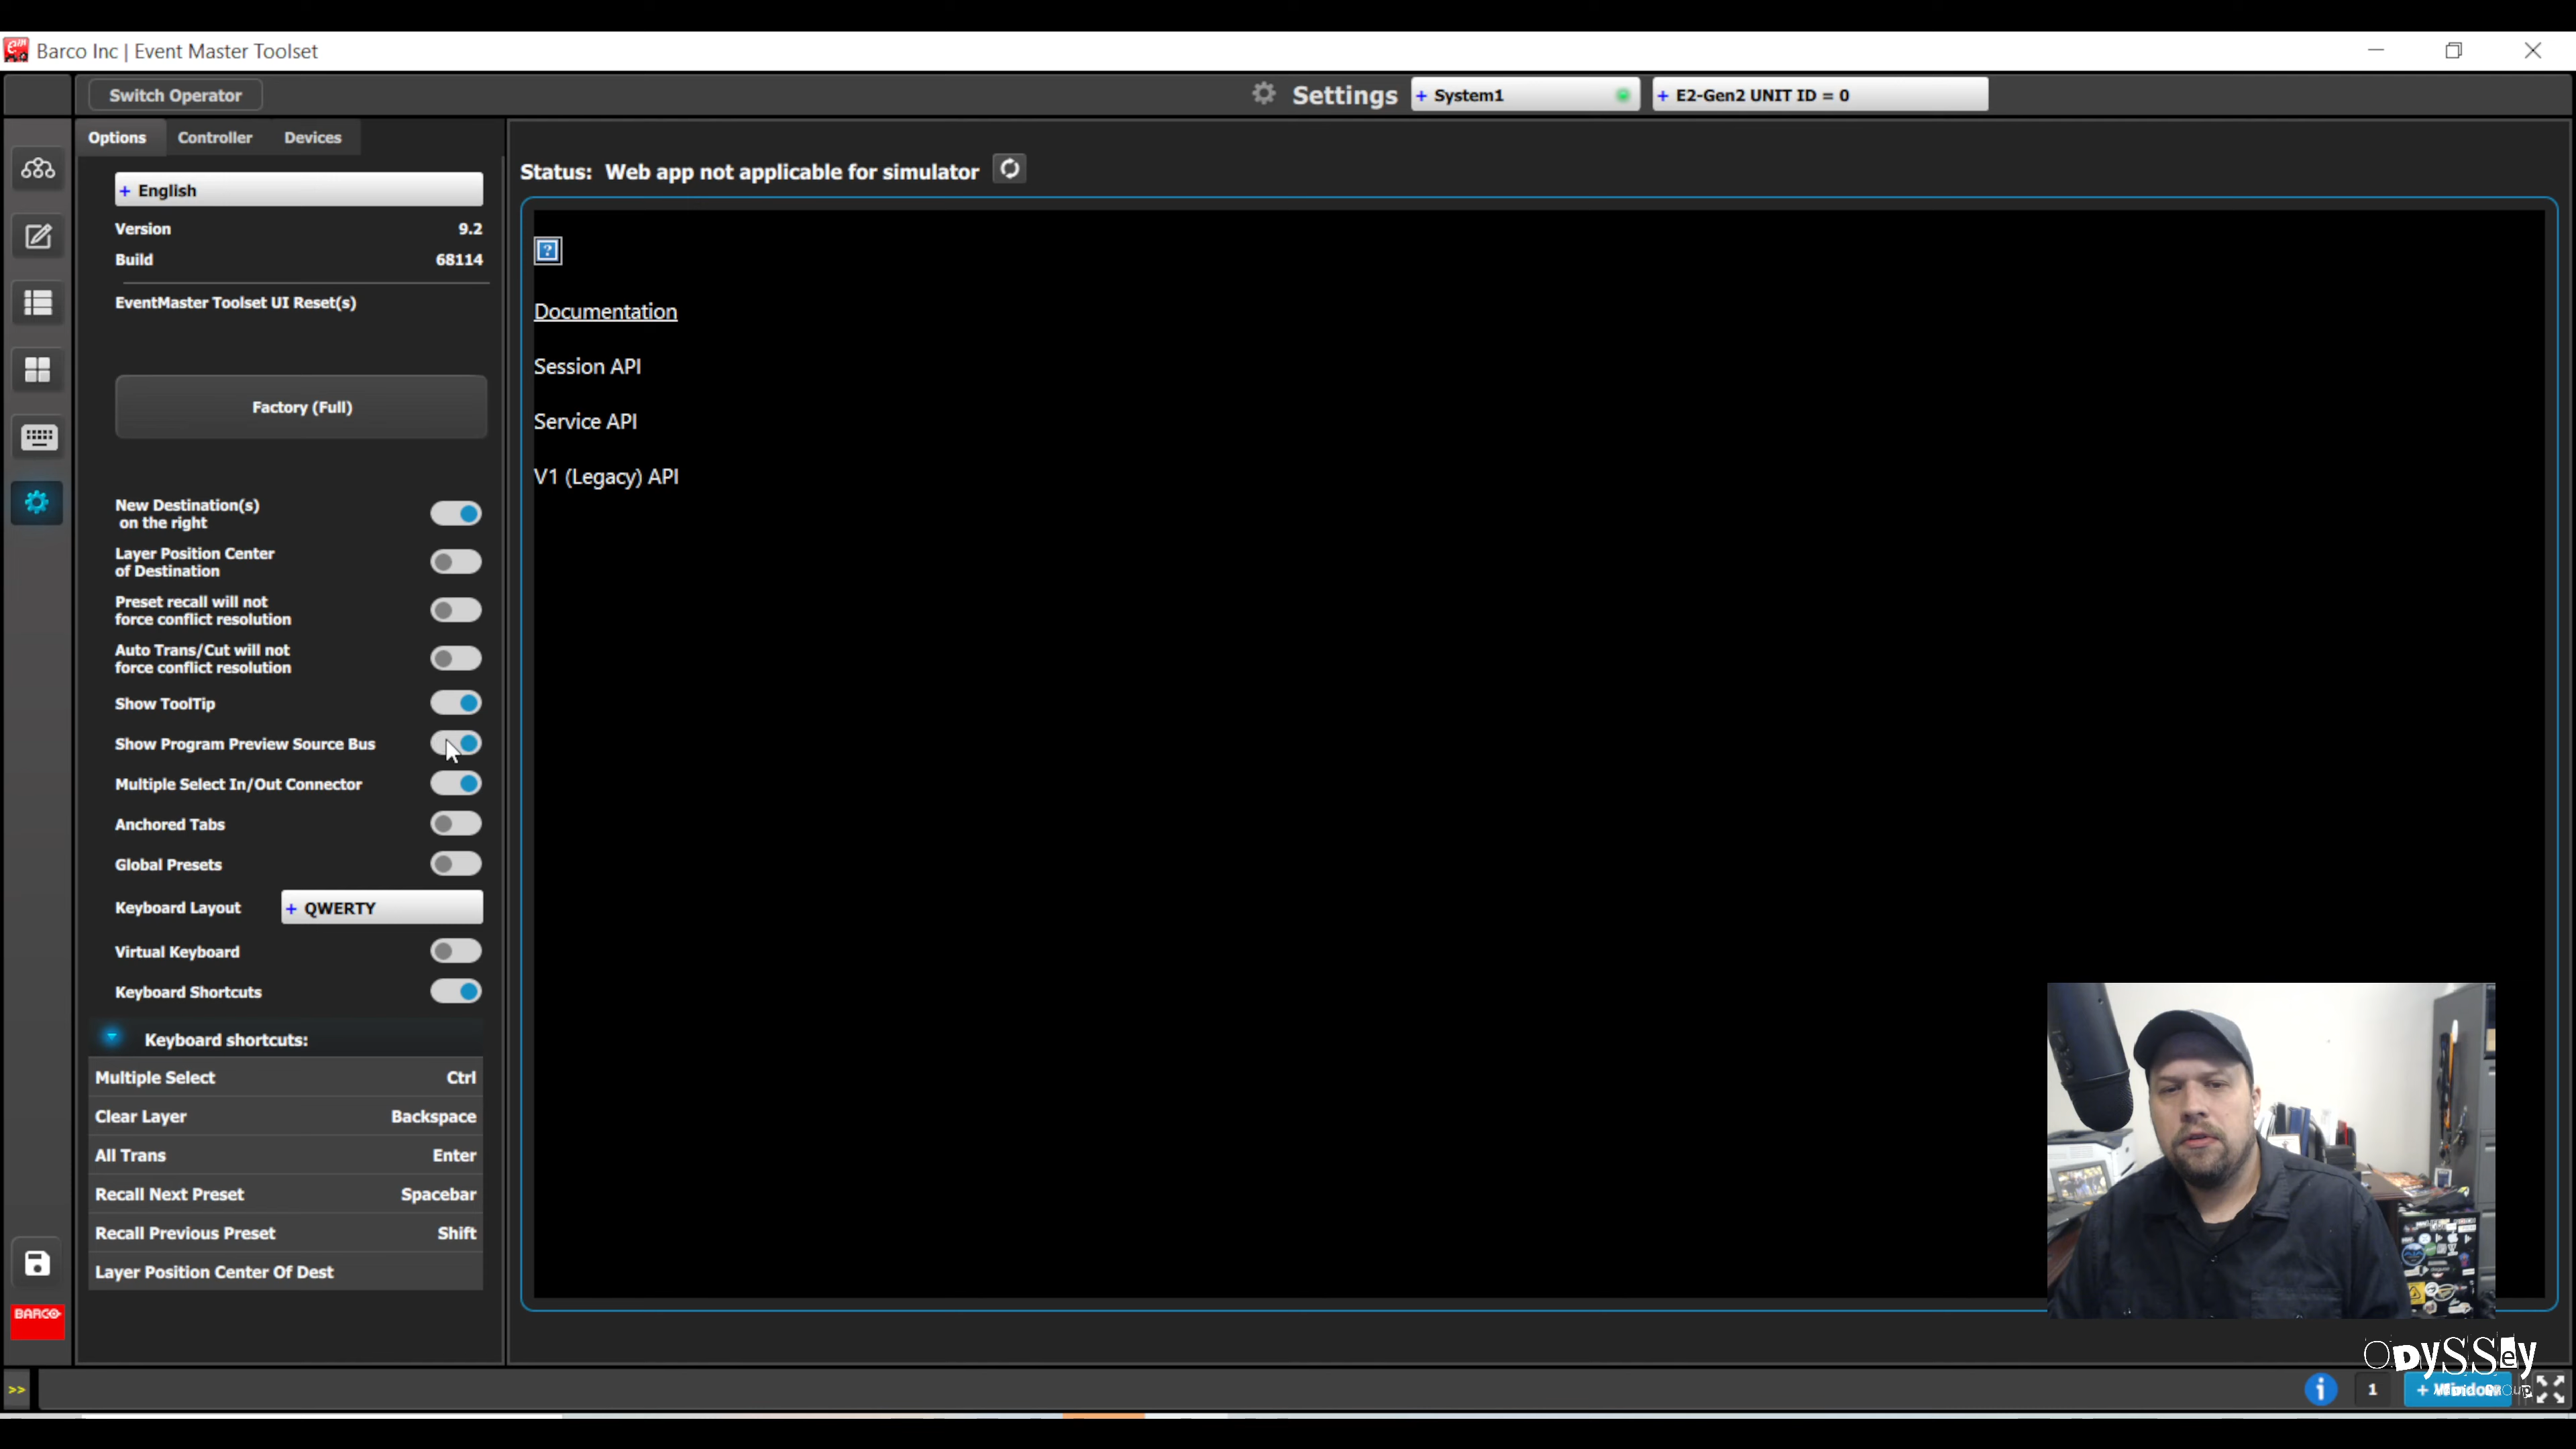 Barco Inc | Event Master Toolset
Switch Operator
Settings
+ System1
+ E2-Gen2 UNIT ID = 0
Options
Controller
Devices
+ English
Version 9.2
Build 68114
EventMaster Toolset UI Reset(s)
Factory (Full)
New Destination(s)
on the right
Layer Position Center
of Destination
Preset recall will not
force conflict resolution
Auto Trans/Cut will not
force conflict resolution
Show ToolTip
Show Program Preview Source Bus
Multiple Select In/Out Connector
Anchored Tabs
Global Presets
Keyboard Layout + QWERTY
Virtual Keyboard
Keyboard Shortcuts
Keyboard shortcuts:
Multiple Select Ctrl
Clear Layer Backspace
All Trans Enter
Recall Next Preset Spacebar
Recall Previous Preset Shift
Layer Position Center Of Dest
BARCO
Status: Web app not applicable for simulator
?
Documentation
Session API
Service API
V1 (Legacy) API
ODySSey
>>
i
1
+ Window